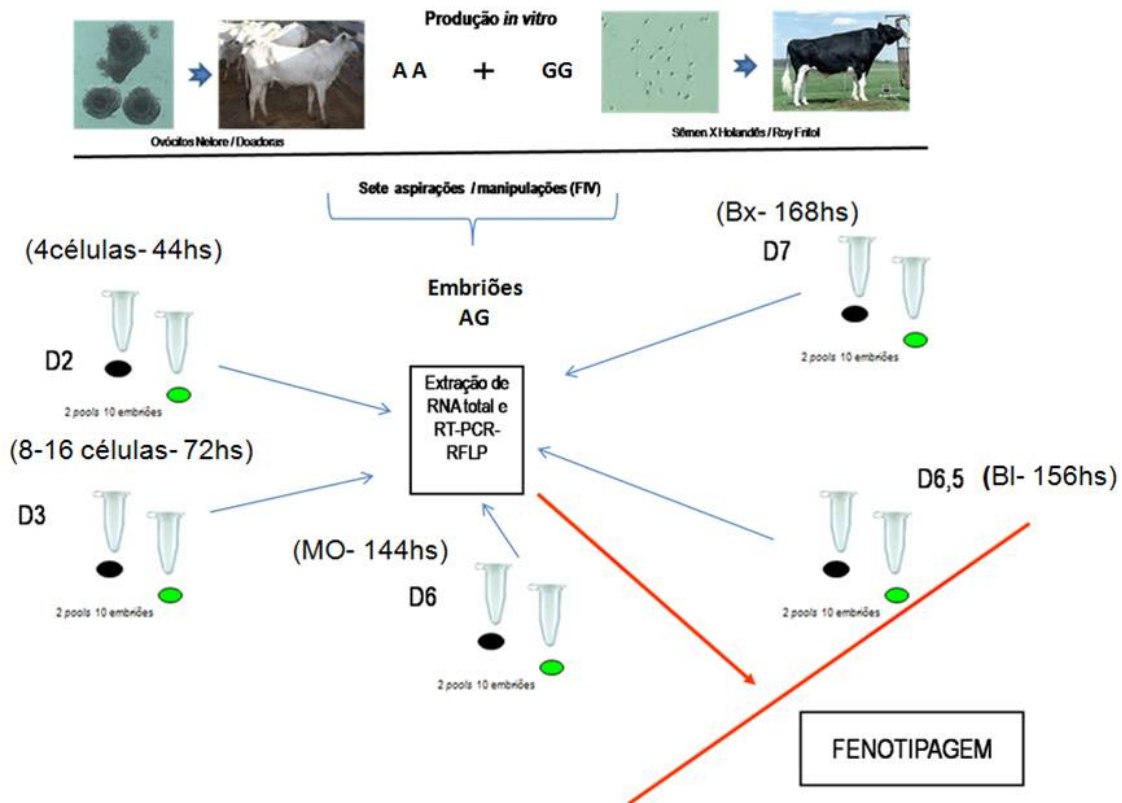 Produção in vitro
A A + GG
Ovócitos Nelore / Doadoras
Sêmen X Holandês / Roy Fritol
Sete aspirações / manipulações (FIV)
(4células- 44hs)
D2
2 pools 10 embriões
(Bx- 168hs)
D7
2 pools 10 embriões
Embriões
AG
Extração de
RNA total e
RT-PCR-
RFLP
(8-16 células- 72hs)
D3
2 pools 10 embriões
(MO- 144hs)
D6
2 pools 10 embriões
D6,5 (Bl- 156hs)
2 pools 10 embriões
FENOTIPAGEM